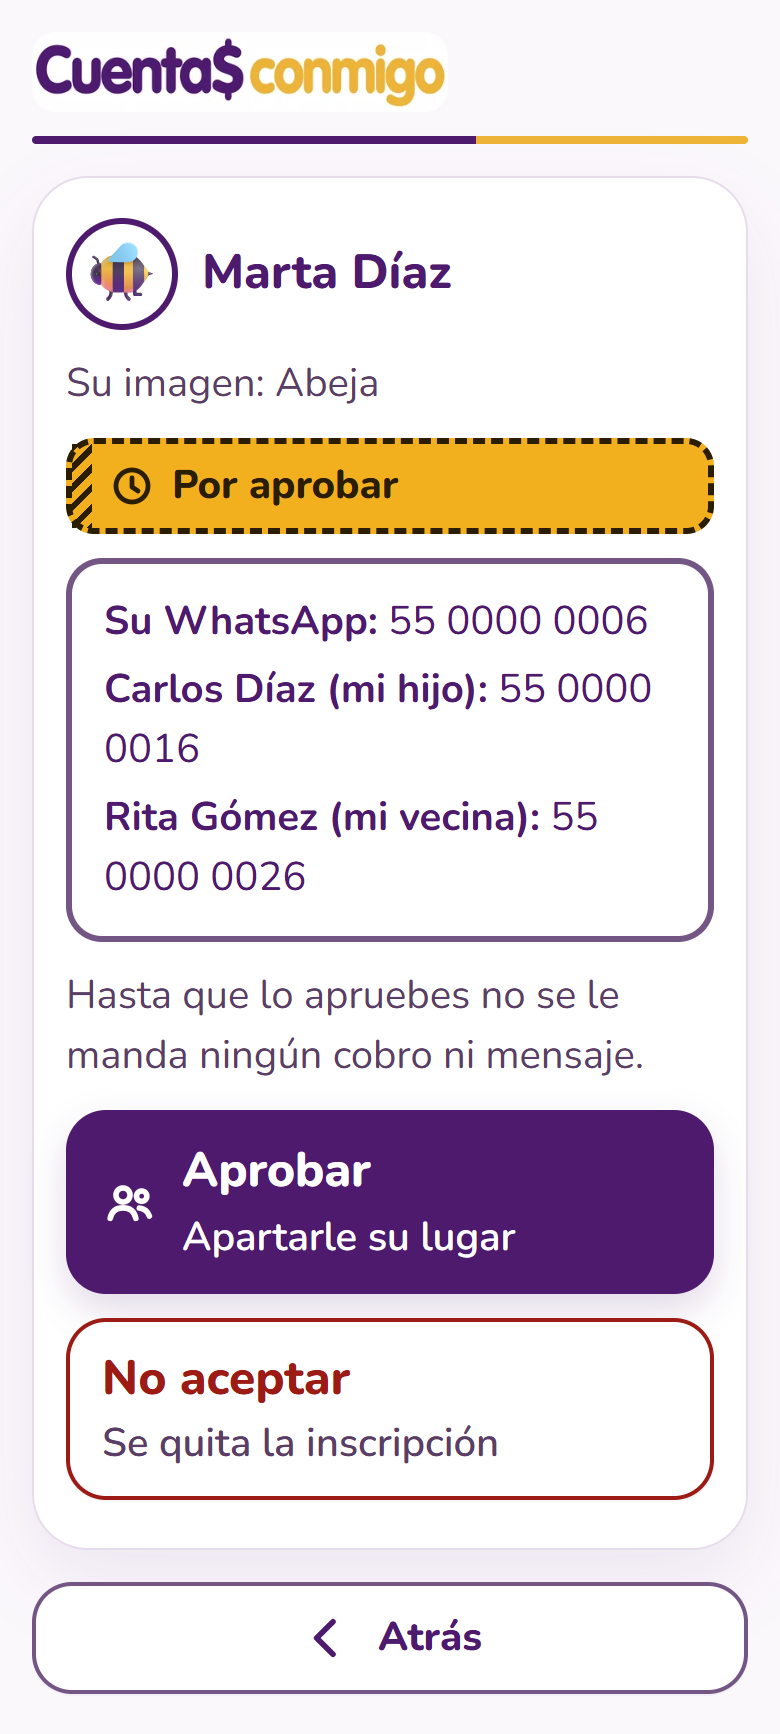 Cuenta$ conmigo
Marta Díaz
Su imagen: Abeja
Por aprobar
Su WhatsApp: 55 0000 0006
Carlos Díaz (mi hijo): 55 0000
0016
Rita Gómez (mi vecina): 55
0000 0026
Hasta que lo apruebes no se le
manda ningún cobro ni mensaje.
Aprobar
Apartarle su lugar
No aceptar
Se quita la inscripción
Atrás